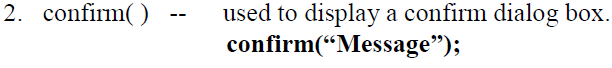 2. confirm( ) -- used to display a confirm dialog box.
confirm(“Message”);